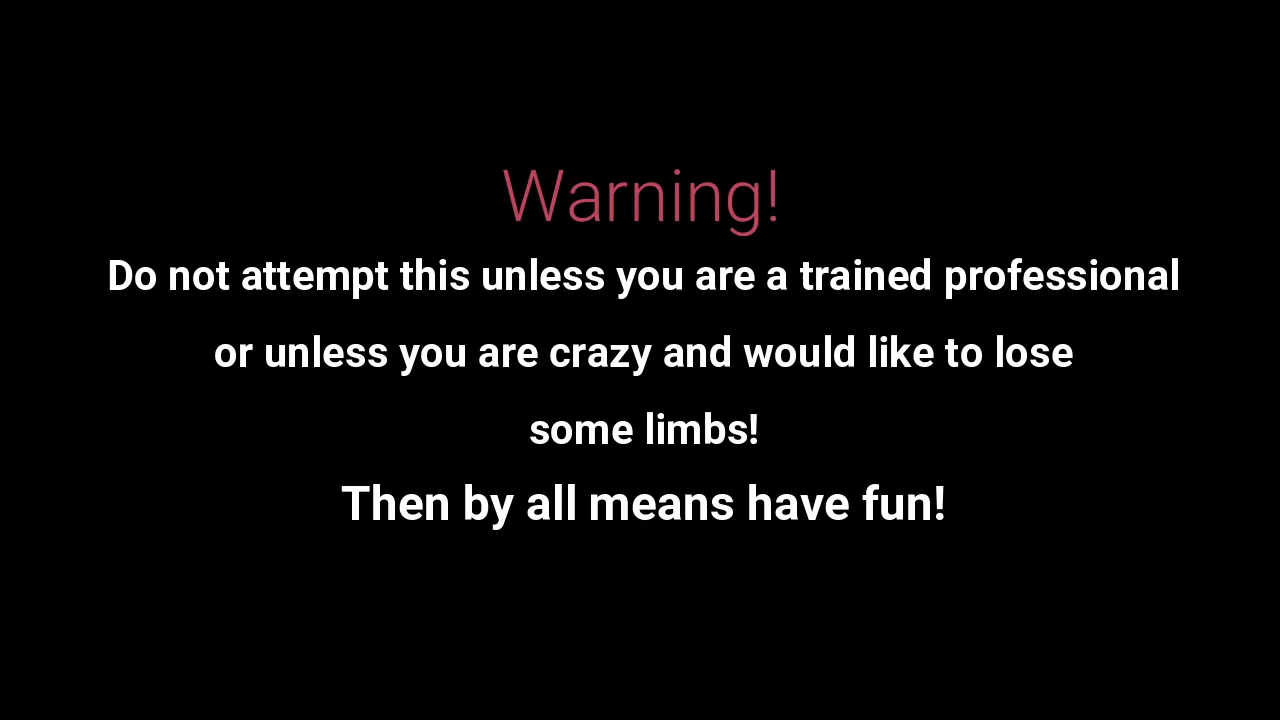 Warning!
Do not attempt this unless you are a trained professional
or unless you are crazy and would like to lose
some limbs!
Then by all means have fun!